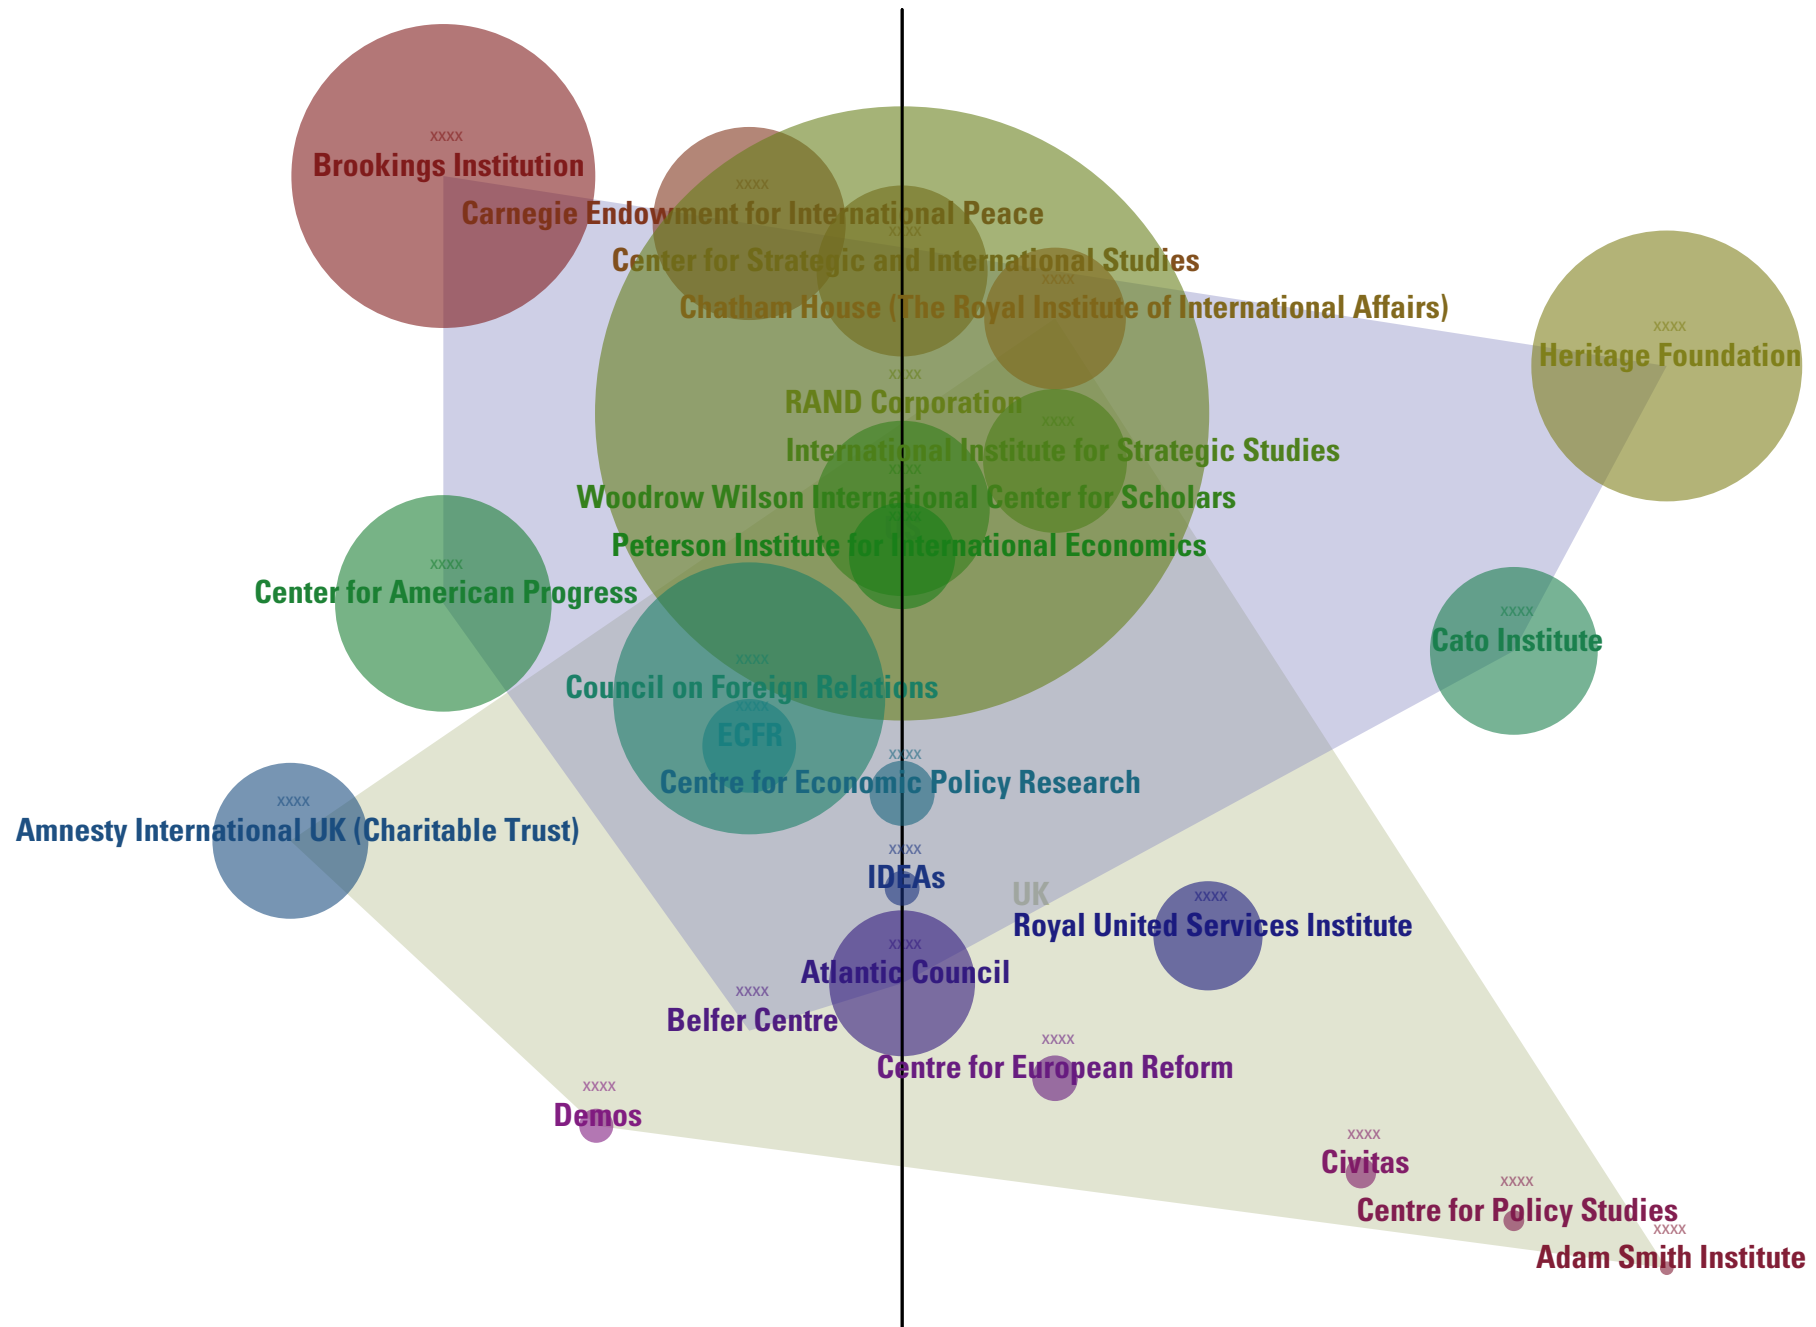 xxxx
Brookings Institution
xxxx
Carnegie Endowment for International Peace
xxxx
Center for Strategic and International Studies
xxxx
Chatham House (The Royal Institute of International Affairs)
xxxx
Heritage Foundation
xxxx
RAND Corporation
xxxx
International Institute for Strategic Studies
xxxx
Woodrow Wilson International Center for Scholars
xxxx
Peterson Institute for International Economics
xxxx
Center for American Progress
xxxx
Cato Institute
xxxx
Council on Foreign Relations
xxxx
ECFR
xxxx
Centre for Economic Policy Research
xxxx
Amnesty International UK (Charitable Trust)
xxxx
IDEAs
UK
xxxx
Royal United Services Institute
xxxx
Atlantic Council
xxxx
Belfer Centre
xxxx
Centre for European Reform
xxxx
Demos
xxxx
Civitas
xxxx
Centre for Policy Studies
xxxx
Adam Smith Institute